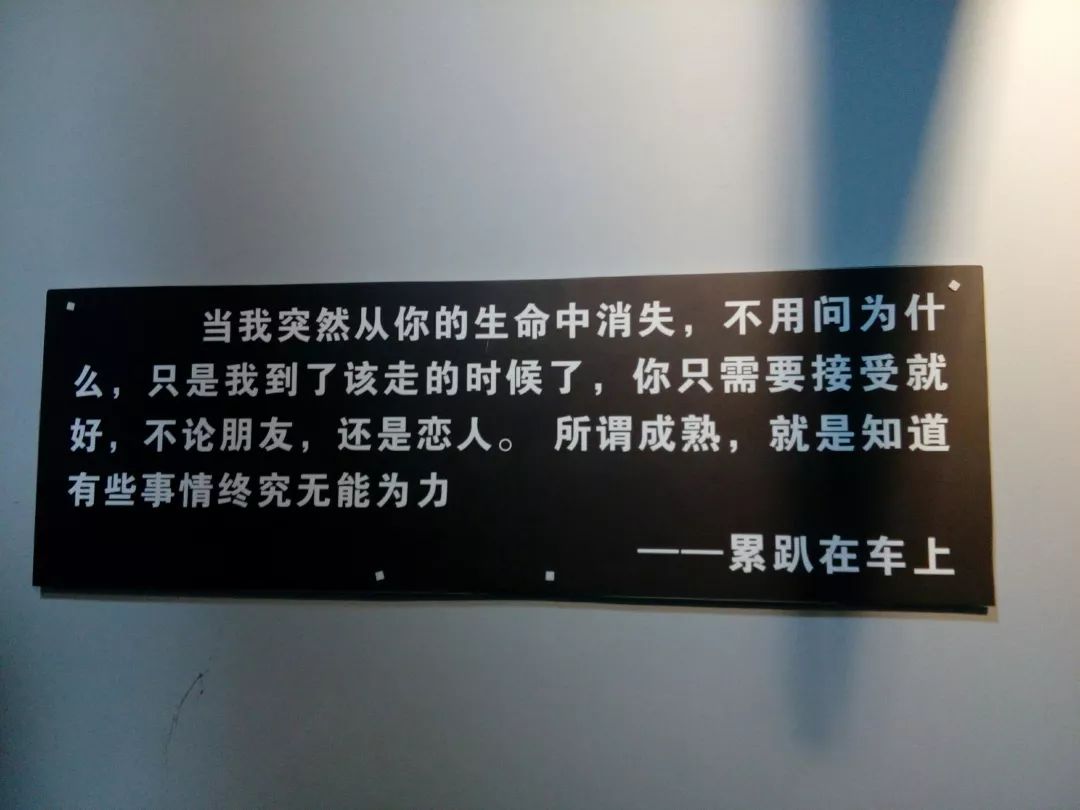 当我突然从你的生命中消失，不用问为什
么，只是我到了该走的时候了，你只需要接受就
好，不论朋友，还是恋人。 所谓成熟，就是知道
有些事情终究无能为力
——累趴在车上